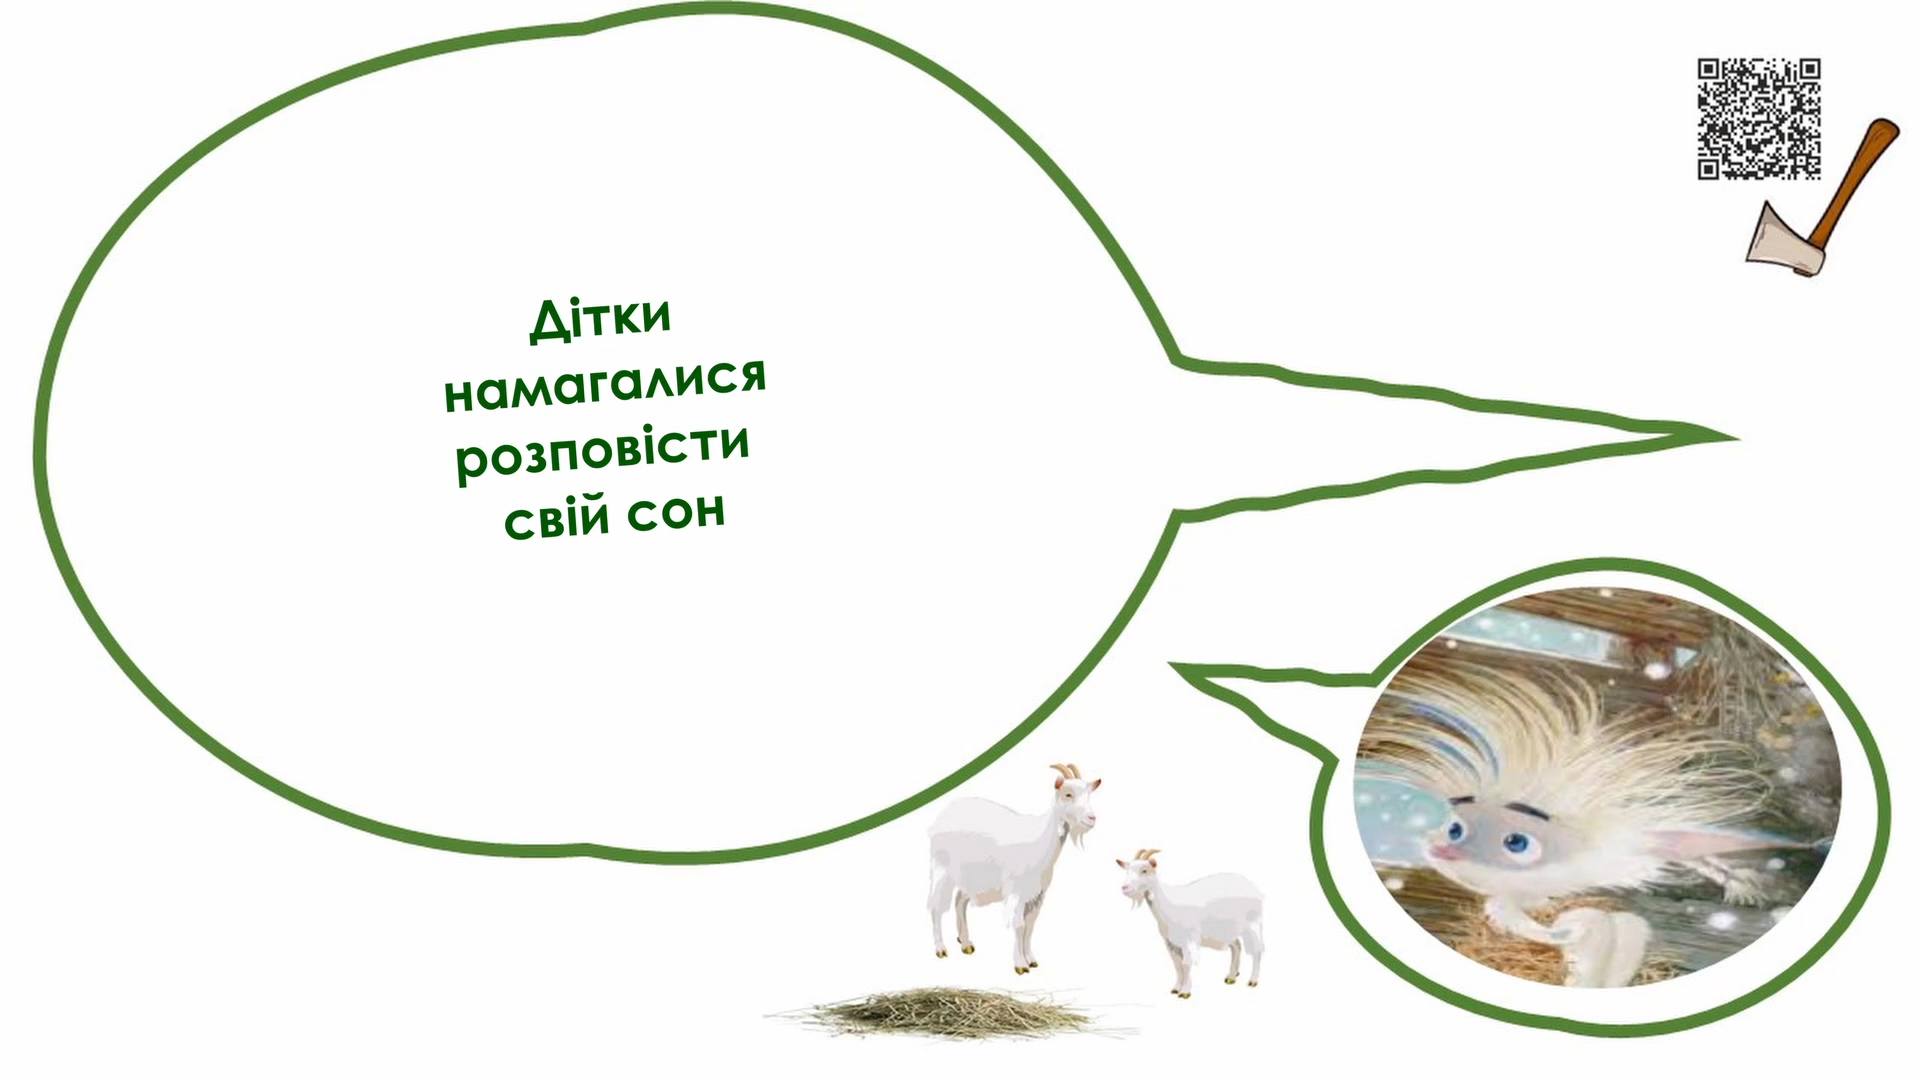 Дітки
намагалися
розповісти
свій сон